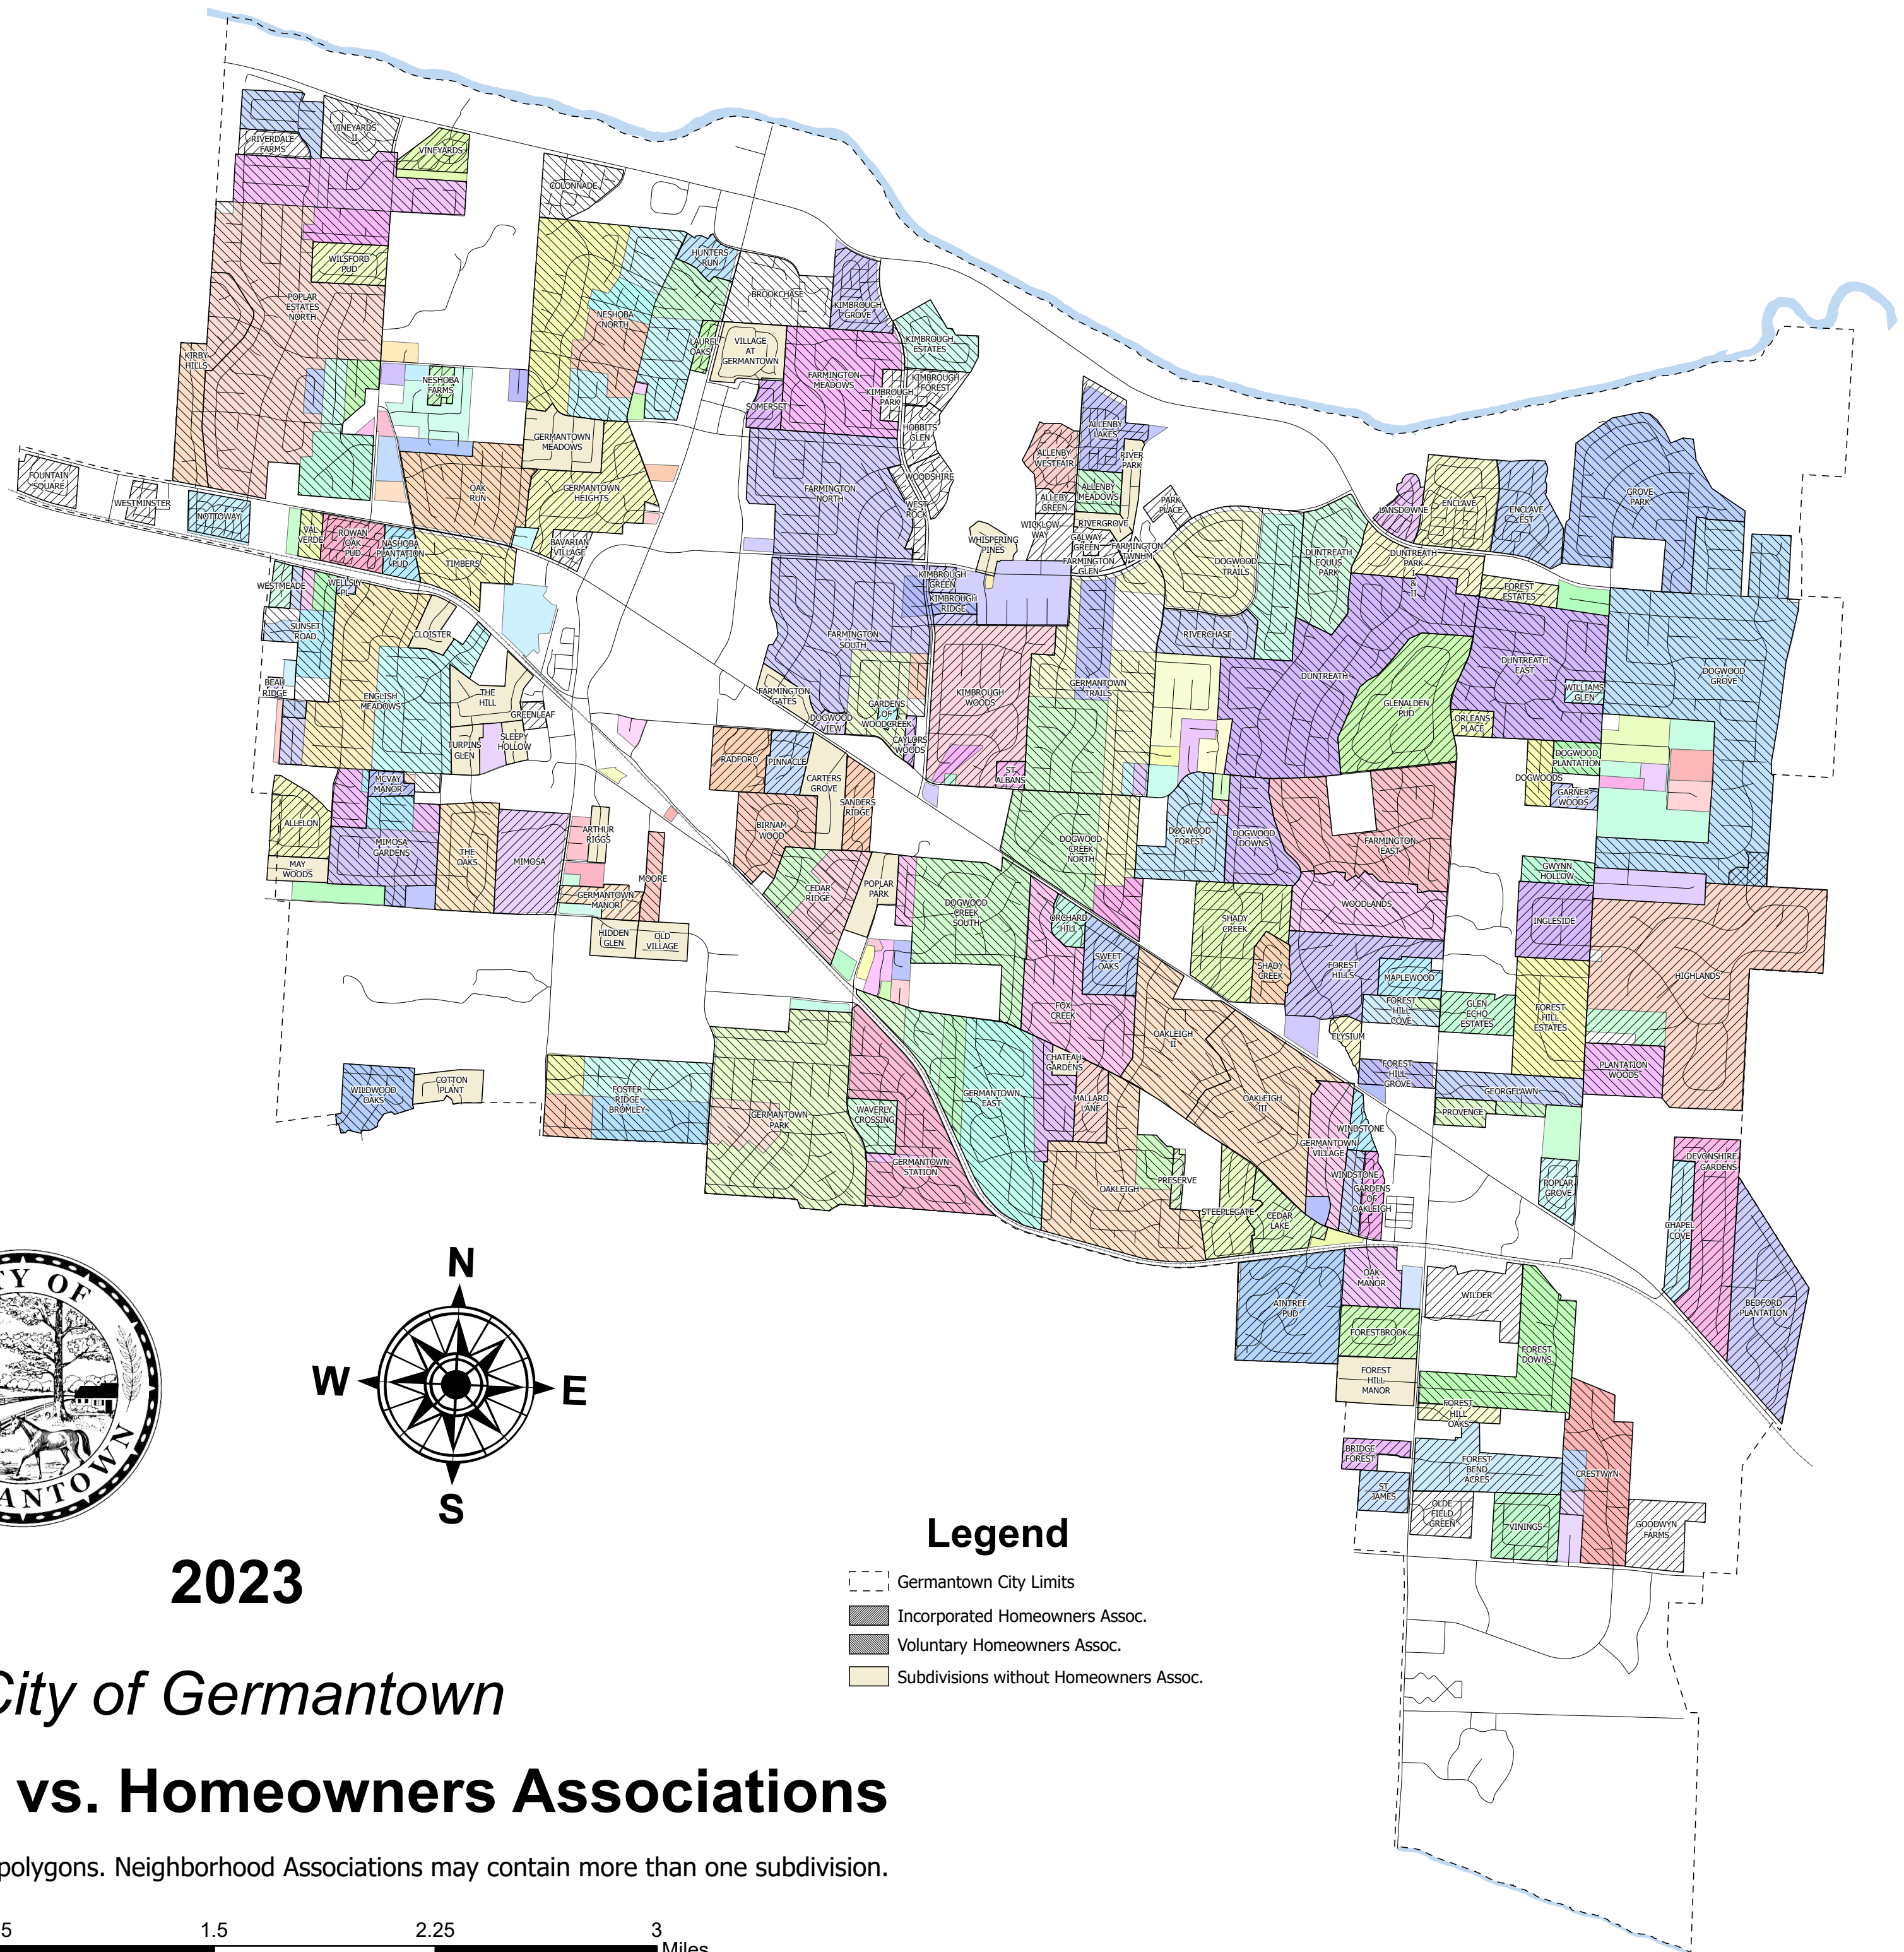 RIVERDALE
FARMS
VINEYARDS
II
VINEYARDS
I
COLONNADE
WILSFORD
PUD
POPLAR
ESTATES
NORTH
KIRBY
HILLS
NESHOBA
FARMS
NESHOBA
NORTH
HUNTERS
RUN
LAUREL
OAKS
BROOKCHASE
KIMBROUGH
GROVE
VILLAGE
AT
GERMANTOWN
FARMINGTON
MEADOWS
SOMERSET
KIMBROUGH
ESTATES
KIMBROUGH
FOREST
KIMBROUGH
PARK
HOBBITS
GLEN
WOODSHIRE
WEST
ROCK
GERMANTOWN
MEADOWS
GERMANTOWN
HEIGHTS
OAK
RUN
FARMINGTON
NORTH
FOUNTAIN
SQUARE
WESTMINSTER
NOTTOWAY
VAL
VERDE
ROWAN
OAK
PUD
NASHOBA
PLANTATION
PUD
TIMBERS
BAVARIAN
VILLAGE
ALLENBY
LAKES
ALLENBY
WESTFAIR
RIVER
PARK
ALLENBY
MEADOWS
ALLEBY
GREEN
PARK
PLACE
WICKLOW
WAY
RIVERGROVE
GALWAY
GREEN
FARMINGTON
TWNHM
FARMINGTON
GLEN
WHISPERING
PINES
LANSDOWNE
ENCLAVE
ENCLAVE
EST
GROVE
PARK
DOGWOOD
TRAILS
DUNTREATH
EQUUS
PARK
DUNTREATH
PARK
I
&
II
FOREST
ESTATES
KIMBROUGH
GREEN
KIMBROUGH
RIDGE
FARMINGTON
SOUTH
RIVERCHASE
WESTMEADE
WELLSLY
PL
SUNSET
ROAD
CLOISTER
BEAU
RIDGE
ENGLISH
MEADOWS
THE
HILL
GREENLEAF
SLEEPY
HOLLOW
TURPINS
GLEN
FARMINGTON
GATES
DOGWOOD
VIEW
GARDENS
OF
WOODCREEK
CAYLORS
WOODS
KIMBROUGH
WOODS
ST.
ALBANS
GERMANTOWN
TRAILS
DUNTREATH
GLENALDEN
PUD
DUNTREATH
EAST
WILLIAMS
GLEN
ORLEANS
PLACE
DOGWOOD
GROVE
DOGWOOD
PLANTATION
DOGWOODS
GARNER
WOODS
MCVAY
MANOR
ALLELON
MAY
WOODS
MIMOSA
GARDENS
THE
OAKS
MIMOSA
ARTHUR
RIGGS
MOORE
GERMANTOWN
MANOR
HIDDEN
GLEN
OLD
VILLAGE
RADFORD
PINNACLE
CARTERS
GROVE
SANDERS
RIDGE
BIRNAM
WOOD
CEDAR
RIDGE
POPLAR
PARK
DOGWOOD
CREEK
SOUTH
DOGWOOD
CREEK
NORTH
DOGWOOD
FOREST
DOGWOOD
DOWNS
FARMINGTON
EAST
WOODLANDS
GWYNN
HOLLOW
INGLESIDE
ORCHARD
HILL
SWEET
OAKS
SHADY
CREEK
SHADY
CREEK
FOREST
HILLS
MAPLEWOOD
FOREST
HILL
COVE
GLEN
ECHO
ESTATES
FOREST
HILL
ESTATES
HIGHLANDS
FOX
CREEK
OAKLEIGH
II
ELYSIUM
FOREST
HILL
GROVE
GEORGELAWN
PLANTATION
WOODS
PROVENCE
CHATEAU
GARDENS
MALLARD
LANE
OAKLEIGH
III
WINDSTONE
GERMANTOWN
VILLAGE
WINDSTONE
GARDENS
OF
OAKLEIGH
WILDWOOD
OAKS
COTTON
PLANT
FOSTER
RIDGE
BROMLEY
GERMANTOWN
PARK
WAVERLY
CROSSING
GERMANTOWN
STATION
GERMANTOWN
EAST
OAKLEIGH
PRESERVE
STEEPLEGATE
CEDAR
LAKE
POPLAR
GROVE
DEVONSHIRE
GARDENS
CHAPEL
COVE
BEDFORD
PLANTATION
AINTREE
PUD
OAK
MANOR
WILDER
FORESTBROOK
FOREST
DOWNS
FOREST
HILL
MANOR
FOREST
HILL
OAKS
BRIDGE
FOREST
FOREST
BEND
ACRES
CRESTWYN
ST
JAMES
OLDE
FIELD
GREEN
VININGS
GOODWYN
FARMS
TY OF
ANTOWN
N
W
E
S
2023
City of Germantown
vs. Homeowners Associations
polygons. Neighborhood Associations may contain more than one subdivision.
5 1.5 2.25 3
Miles
Legend
Germantown City Limits
Incorporated Homeowners Assoc.
Voluntary Homeowners Assoc.
Subdivisions without Homeowners Assoc.